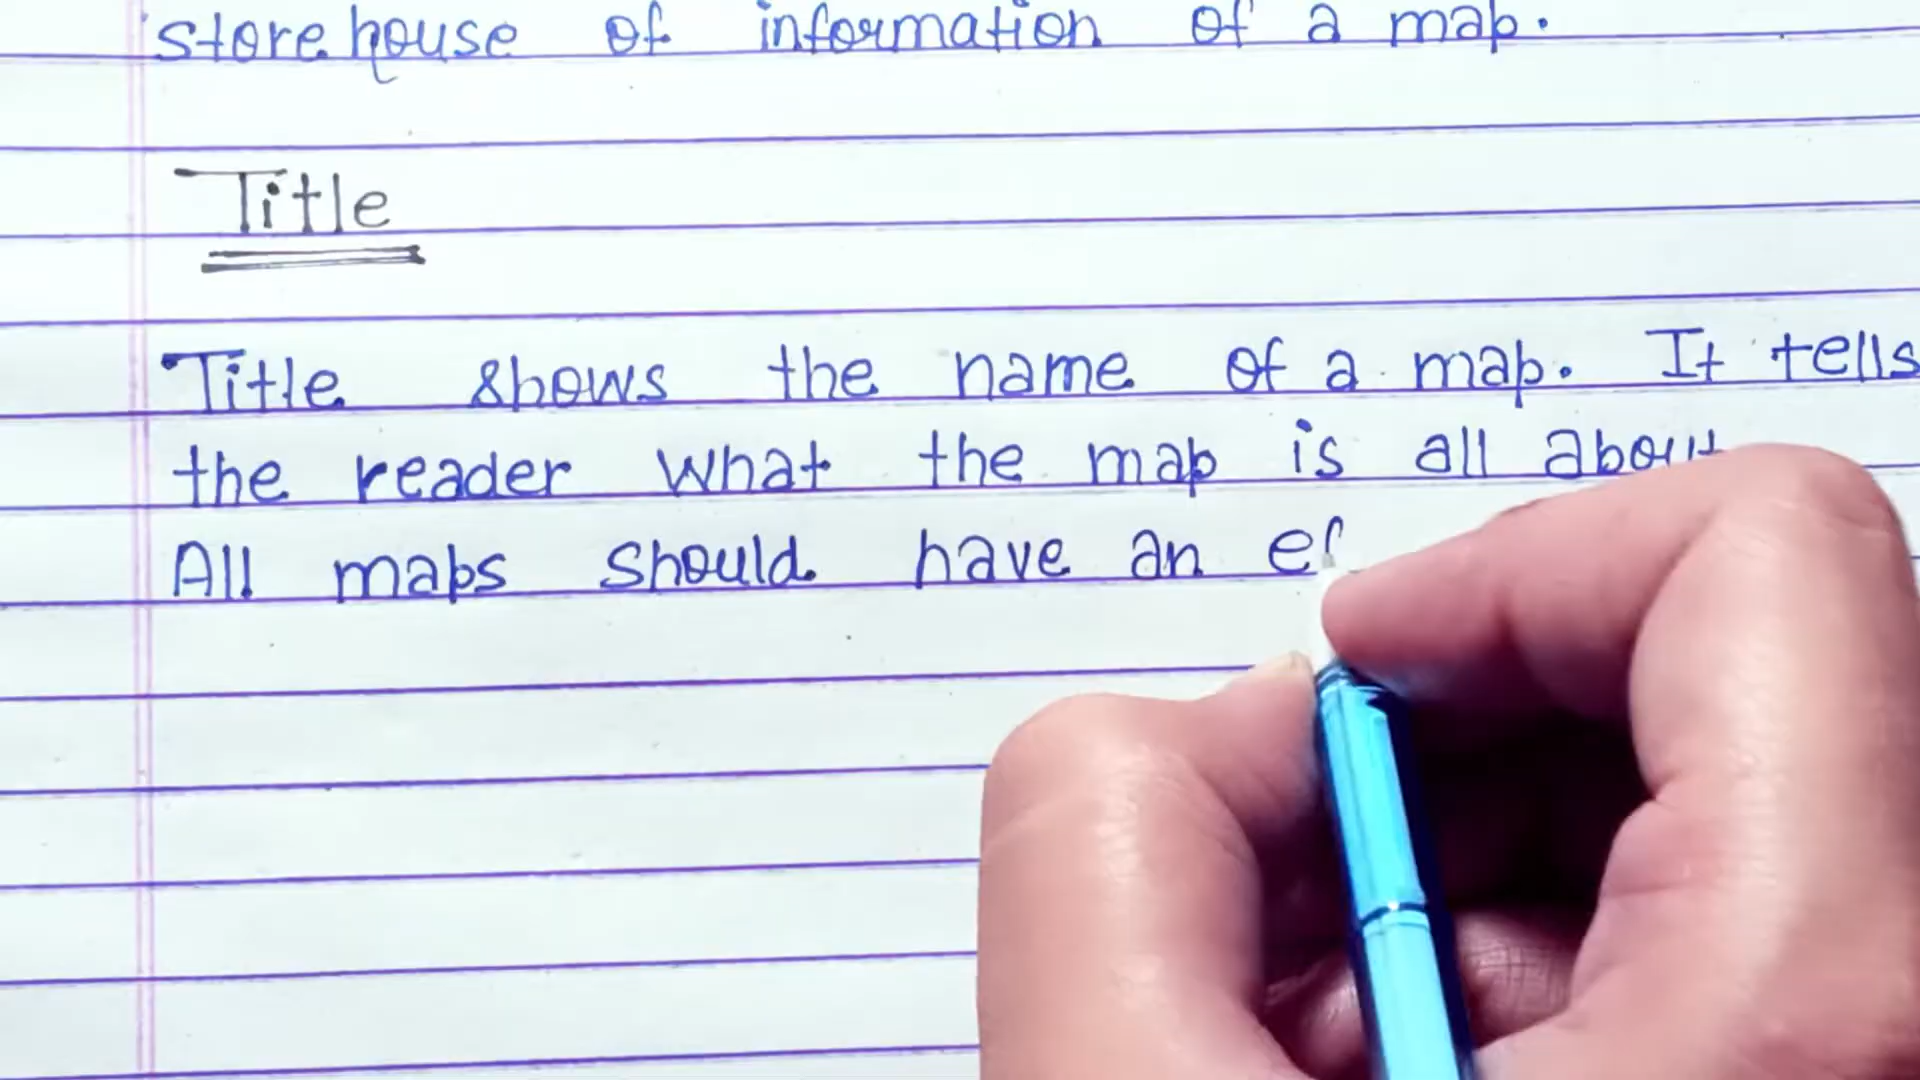 storehouse of information of a map.
Title
Title shows the name of a map. It tells
the reader what the map is all about
All maps should have an